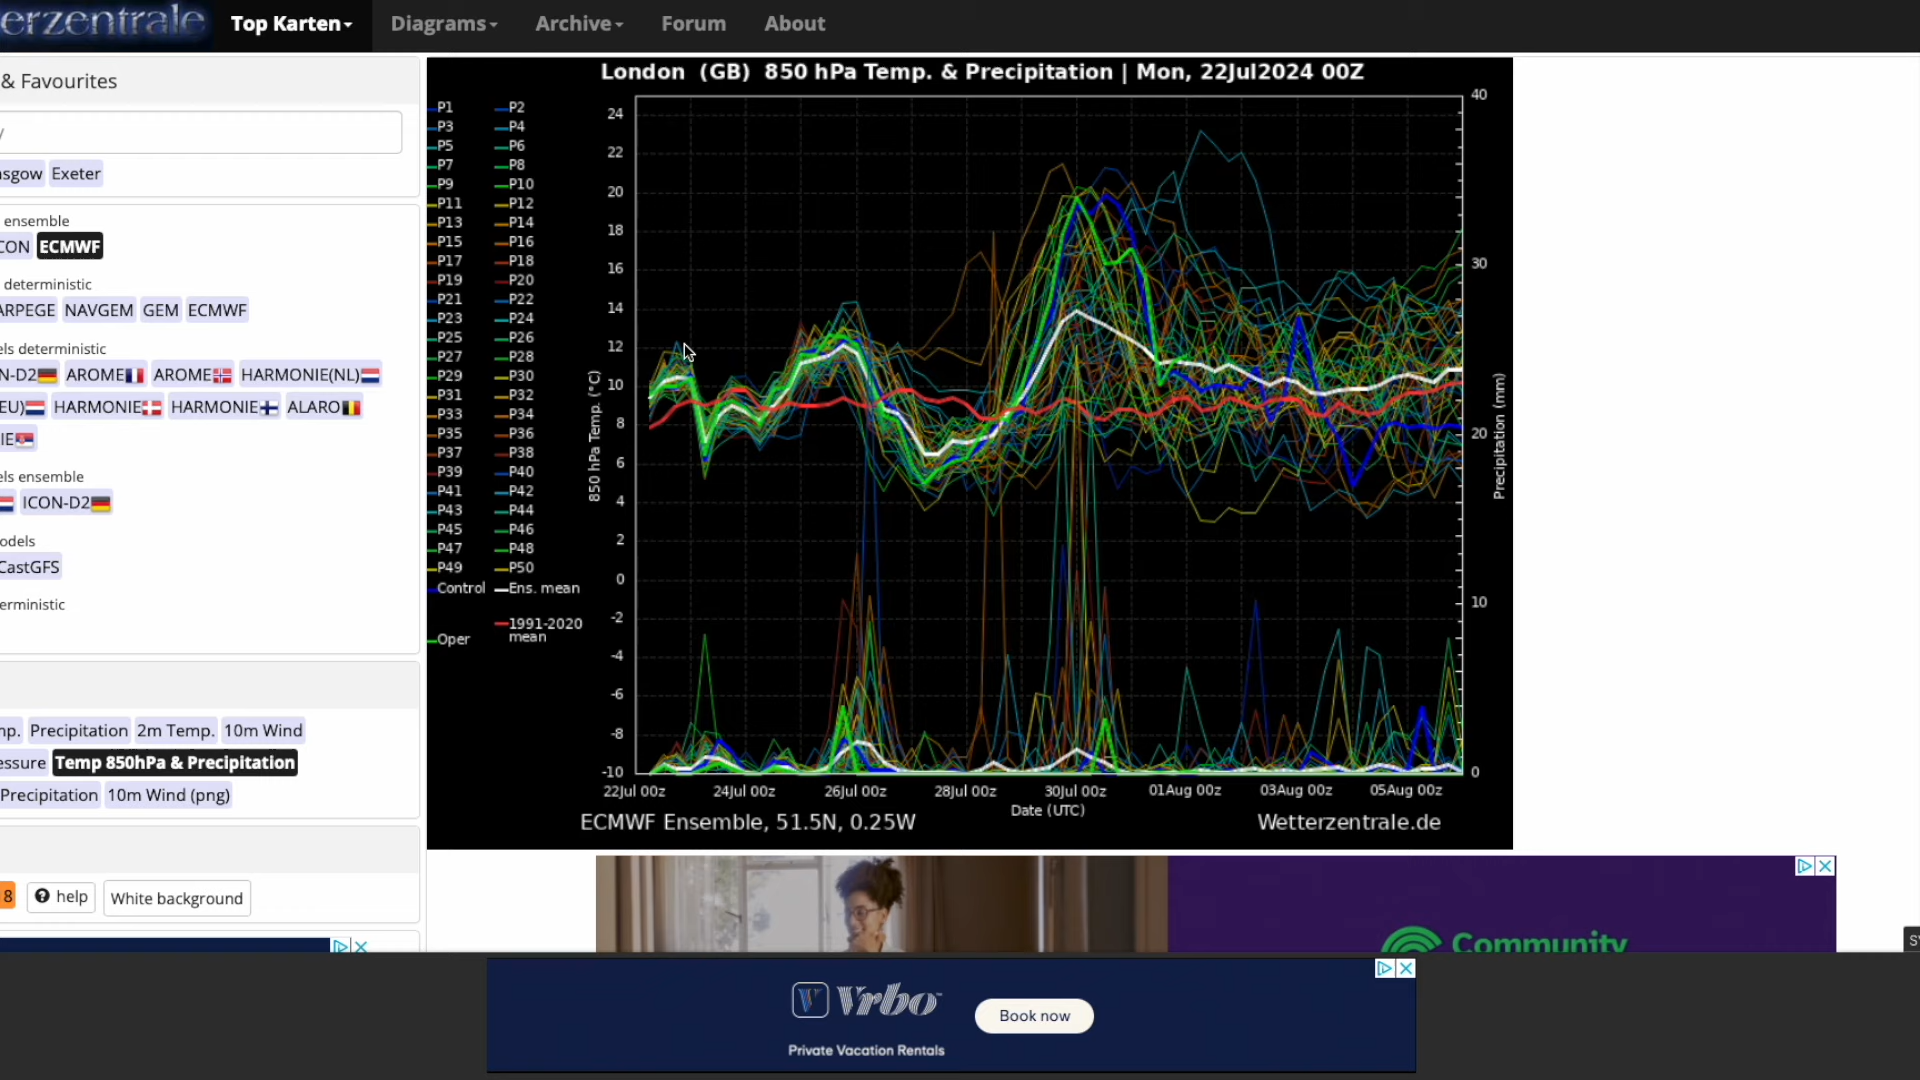 erzentrale
Top Karten
Diagrams
Archive
Forum
About
& Favourites
asgow Exeter
ensemble
CON ECMWF
deterministic
ARPEGE NAVGEM GEM ECMWF
els deterministic
N-D2 AROME AROME HARMONIE(NL)
EU) HARMONIE HARMONIE ALARO
IE
els ensemble
ICON-D2
odels
CastGFS
erministic
mp. Precipitation 2m Temp. 10m Wind
essure Temp 850hPa & Precipitation
Precipitation 10m Wind (png)
8 help White background
London (GB) 850 hPa Temp. & Precipitation | Mon, 22Jul2024 00Z
P1 P2
P3 P4
P5 P6
P7 P8
P9 P10
P11 P12
P13 P14
P15 P16
P17 P18
P19 P20
P21 P22
P23 P24
P25 P26
P27 P28
P29 P30
P31 P32
P33 P34
P35 P36
P37 P38
P39 P40
P41 P42
P43 P44
P45 P46
P47 P48
P49 P50
Control Ens. mean
1991-2020
mean
Oper
850 hPa Temp. (°C)
24
22
20
18
16
14
12
10
8
6
4
2
0
-2
-4
-6
-8
-10
40
30
20
10
0
Precipitation (mm)
22Jul 00z 24Jul 00z 26Jul 00z 28Jul 00z 30Jul 00z 01Aug 00z 03Aug 00z 05Aug 00z
Date (UTC)
ECMWF Ensemble, 51.5N, 0.25W
Wetterzentrale.de
Community
Vrbo
Private Vacation Rentals
Book now